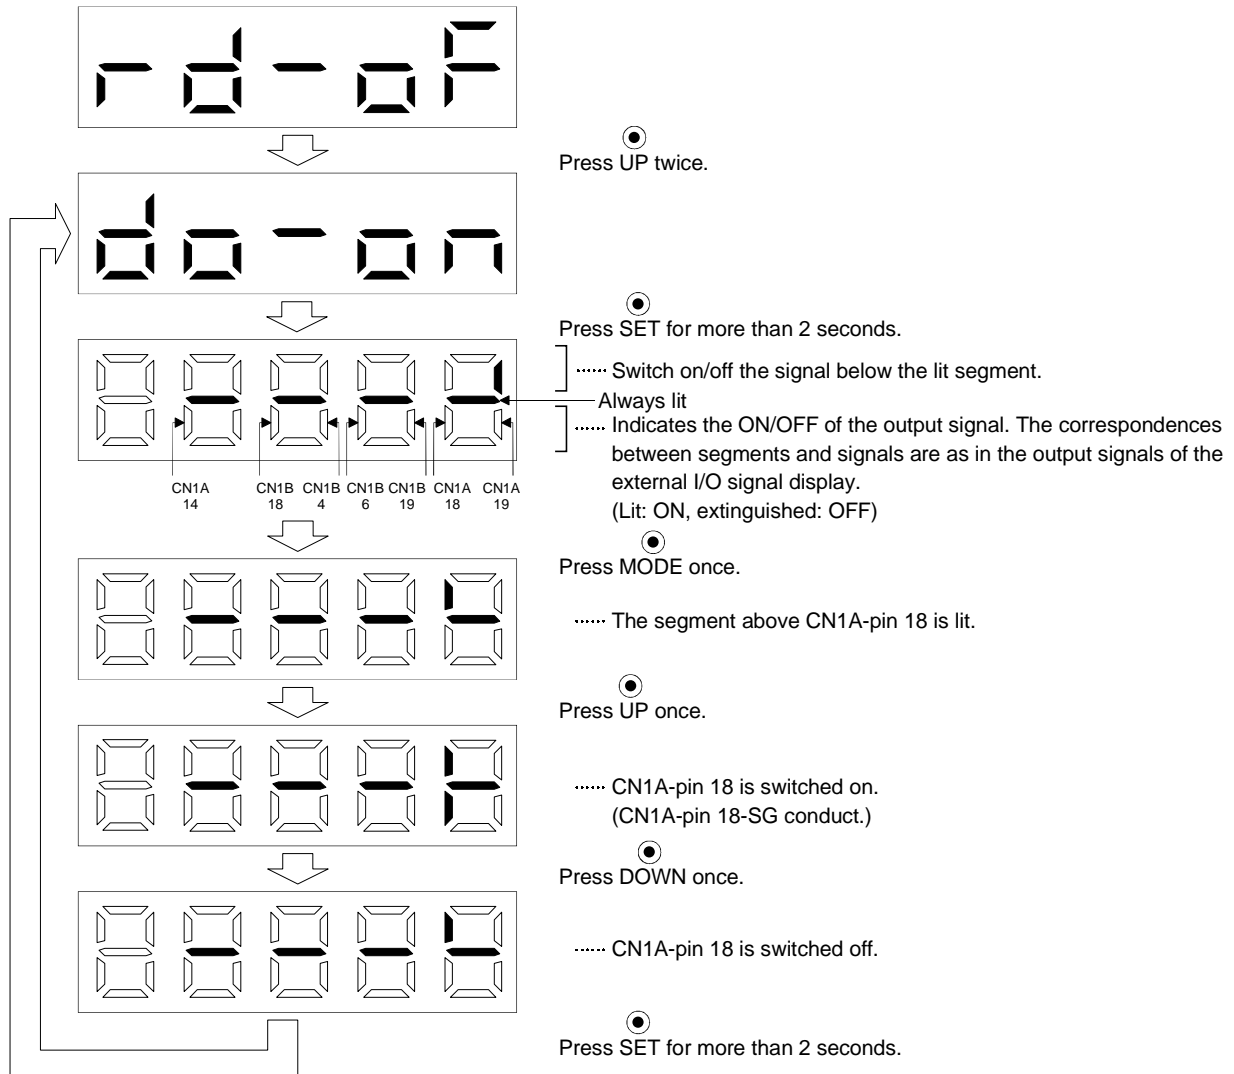 rd-oF
Press UP twice.
do-on
Press SET for more than 2 seconds.
Switch on/off the signal below the lit segment.
Always lit
Indicates the ON/OFF of the output signal. The correspondences
between segments and signals are as in the output signals of the
external I/O signal display.
(Lit: ON, extinguished: OFF)
CN1A CN1B CN1B CN1B CN1B CN1A CN1A
14 18 4 6 19 18 19
Press MODE once.
The segment above CN1A-pin 18 is lit.
Press UP once.
CN1A-pin 18 is switched on.
(CN1A-pin 18-SG conduct.)
Press DOWN once.
CN1A-pin 18 is switched off.
Press SET for more than 2 seconds.